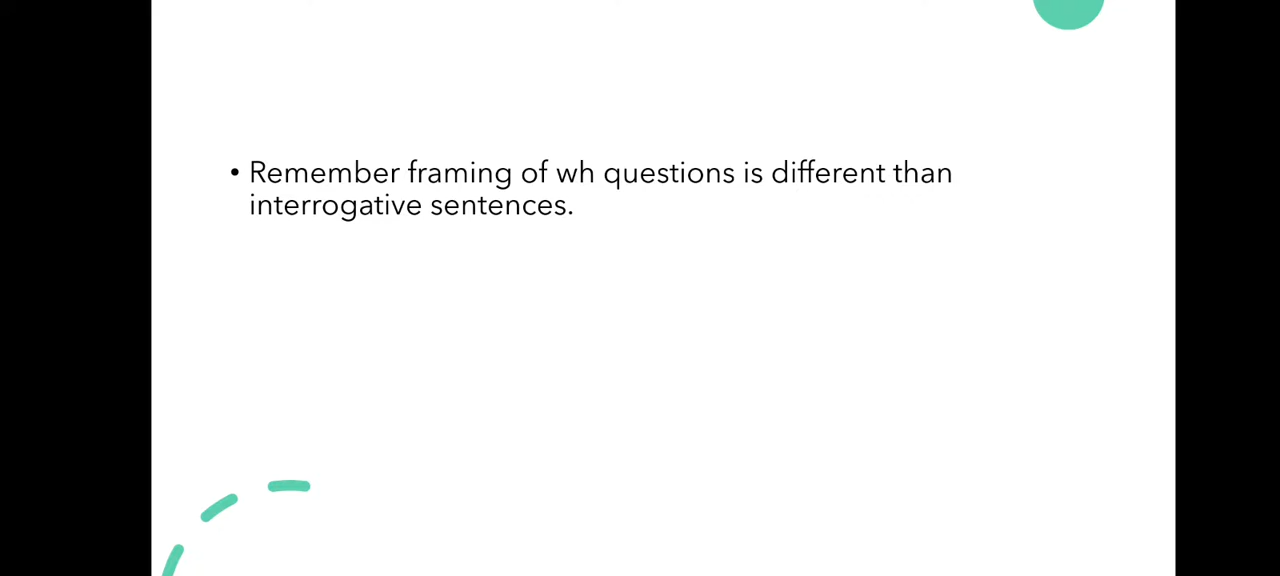 • Remember framing of wh questions is different than
interrogative sentences.